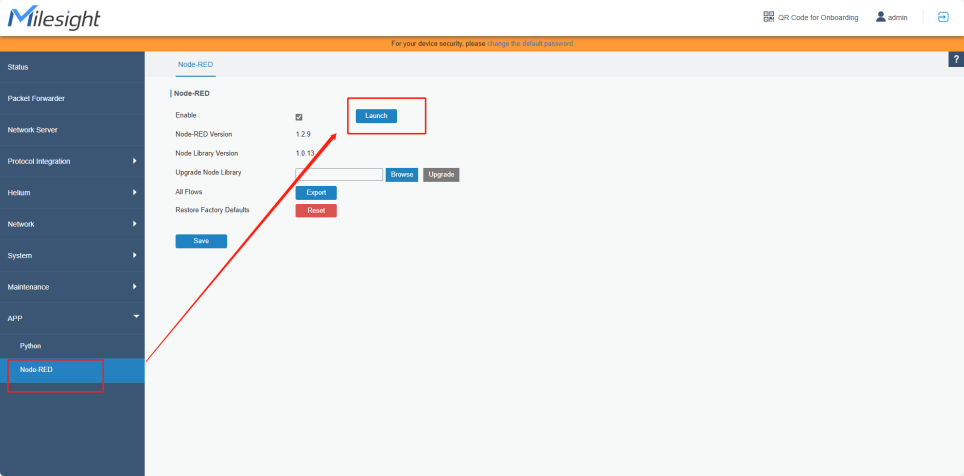 Milesight
QR Code for Onboarding
admin
For your device security, please change the default password
Status
Packet Forwarder
Network Server
Protocol Integration
Helium
Network
System
Maintenance
APP
Python
Node-RED
Node-RED
?
Node-RED
Enable
Launch
Node-RED Version 1.2.9
Node Library Version 1.0.13
Upgrade Node Library Browse Upgrade
All Flows Export
Restore Factory Defaults Reset
Save